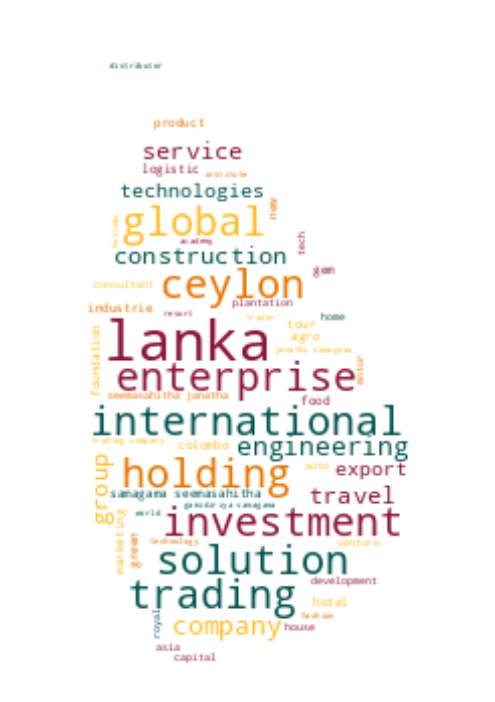 distributor
product
service
logistic institute
technologies
new
global
holiday
academy tech
construction
gem
consultant ceylon
plantation
industrie resort trader home
tour
lanka agro
janatha samagama
foundation
enterprise motor
seemasahitha janatha food
international
trading company colombo engineering
group
holding auto export
samagama seemasahitha travel
gamidiriya samagama
world investment
marketing
green technology venture
solution
development
trading
hotel
royal fashion
company house
asia
capital